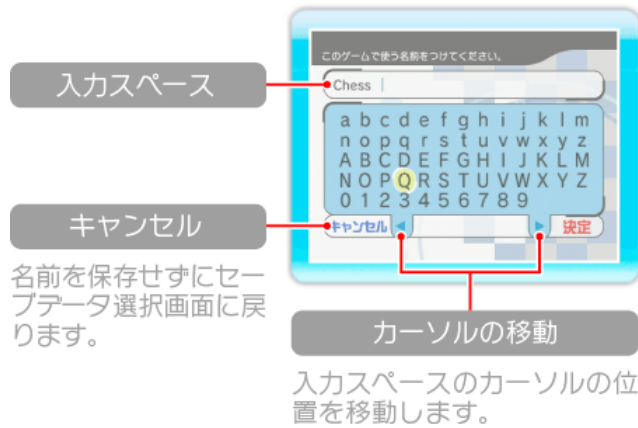 このゲームで使う名前をつけてください。
入力スペース
Chess
a b c d e f g h i j k l m
n o p q r s t u v w x y z
A B C D E F G H I J K L M
N O P Q R S T U V W X Y Z
0 1 2 3 4 5 6 7 8 9
キャンセル
キャンセル ◀ ▶ 決定
名前を保存せずにセー
ブデータ選択画面に戻
ります。
カーソルの移動
入力スペースのカーソルの位
置を移動します。